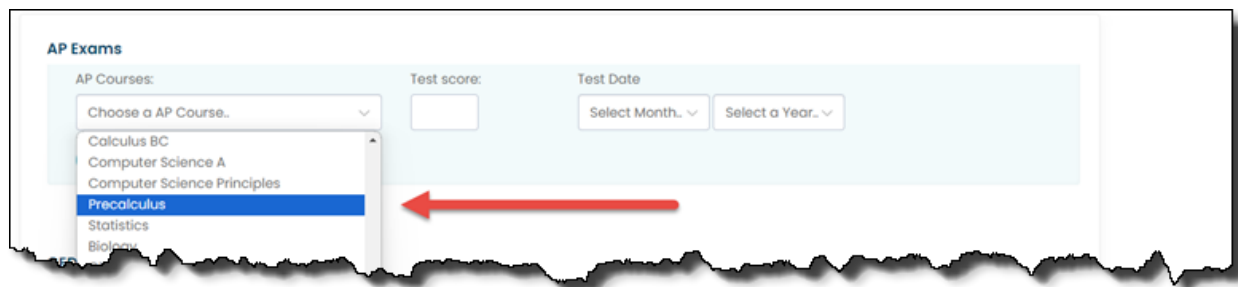 AP Exams
AP Courses: Test score: Test Date
Choose a AP Course.. Select Month.. Select a Year..
Calculus BC
Computer Science A
Computer Science Principles
Precalculus
Statistics
Biology